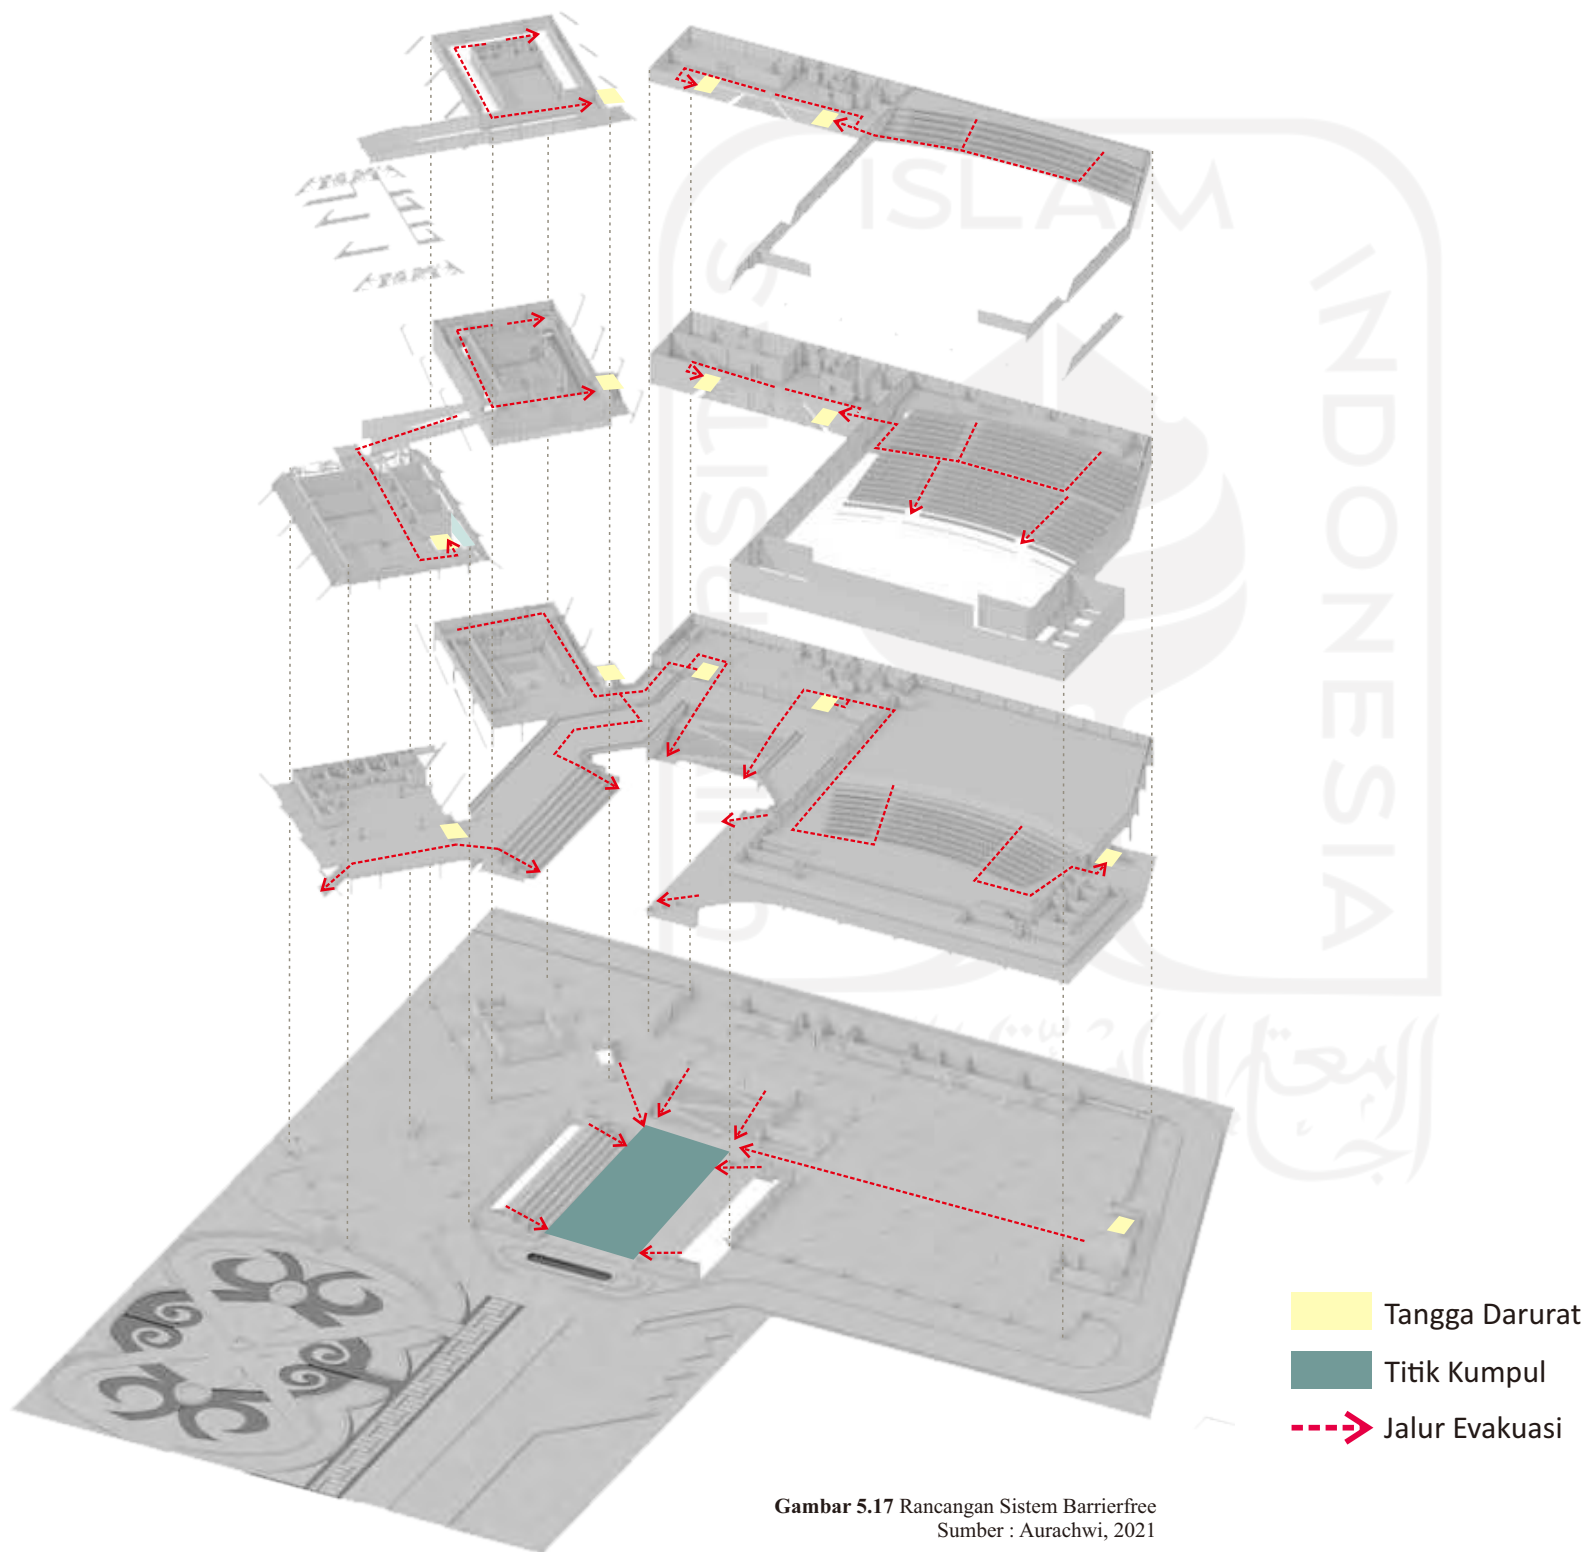 ISLAM
INDONESIA
Tangga Darurat
Titik Kumpul
Jalur Evakuasi
Gambar 5.17 Rancangan Sistem Barrierfree
Sumber : Aurachwi, 2021